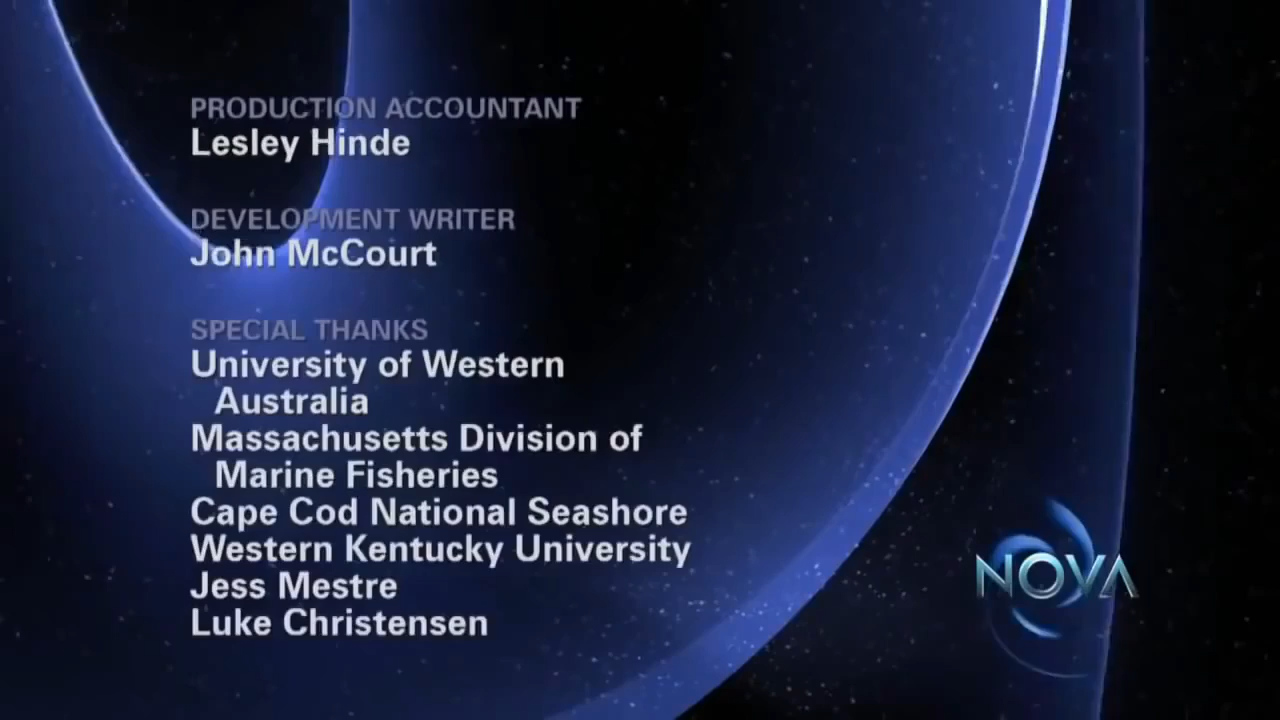 PRODUCTION ACCOUNTANT
Lesley Hinde
DEVELOPMENT WRITER
John McCourt
SPECIAL THANKS
University of Western
Australia
Massachusetts Division of
Marine Fisheries
Cape Cod National Seashore
Western Kentucky University
Jess Mestre
Luke Christensen
NOVA